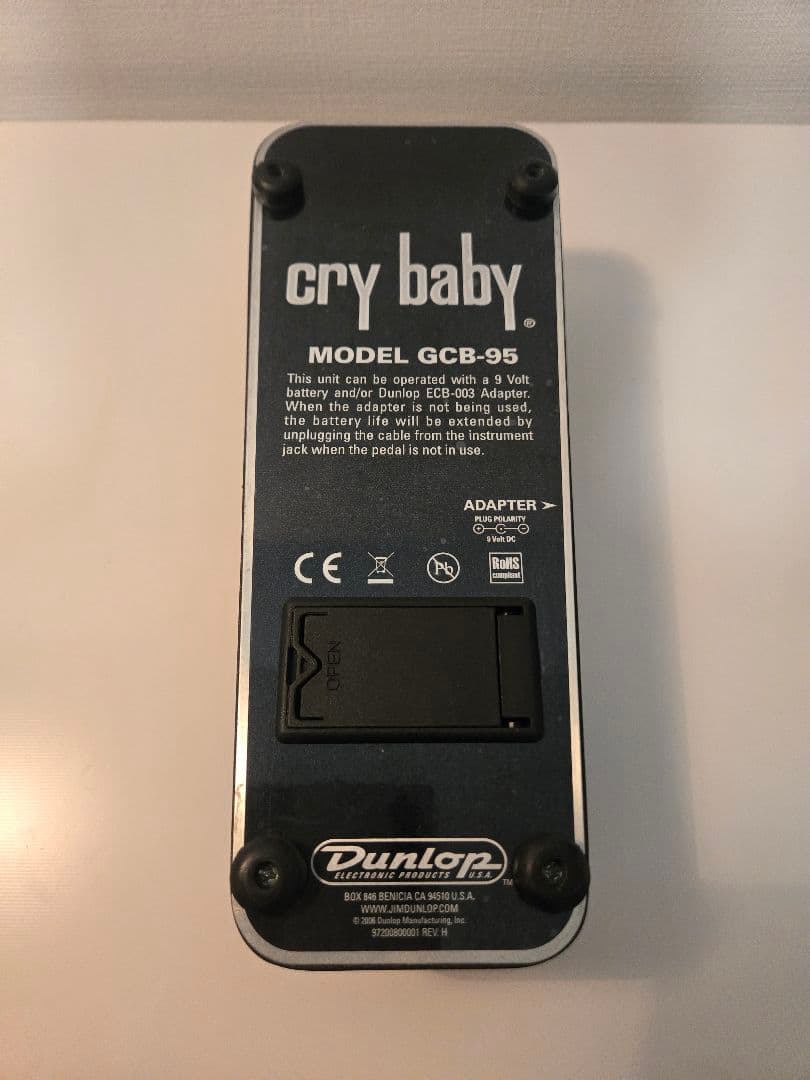 cry baby®
MODEL GCB-95
This unit can be operated with a 9 Volt
battery and/or Dunlop ECB-003 Adapter.
When the adapter is not being used,
the battery life will be extended by
unplugging the cable from the instrument
jack when the pedal is not in use.
ADAPTER
PLUG POLARITY
9 Volt DC
CE
Pb
RoHS
compliant
OPEN
Dunlop
ELECTRONIC PRODUCTS U.S.A.
TM
BOX 846 BENICIA CA 94510 U.S.A.
WWW.JIMDUNLOP.COM
© 2006 Dunlop Manufacturing, Inc.
97200800001 REV. H